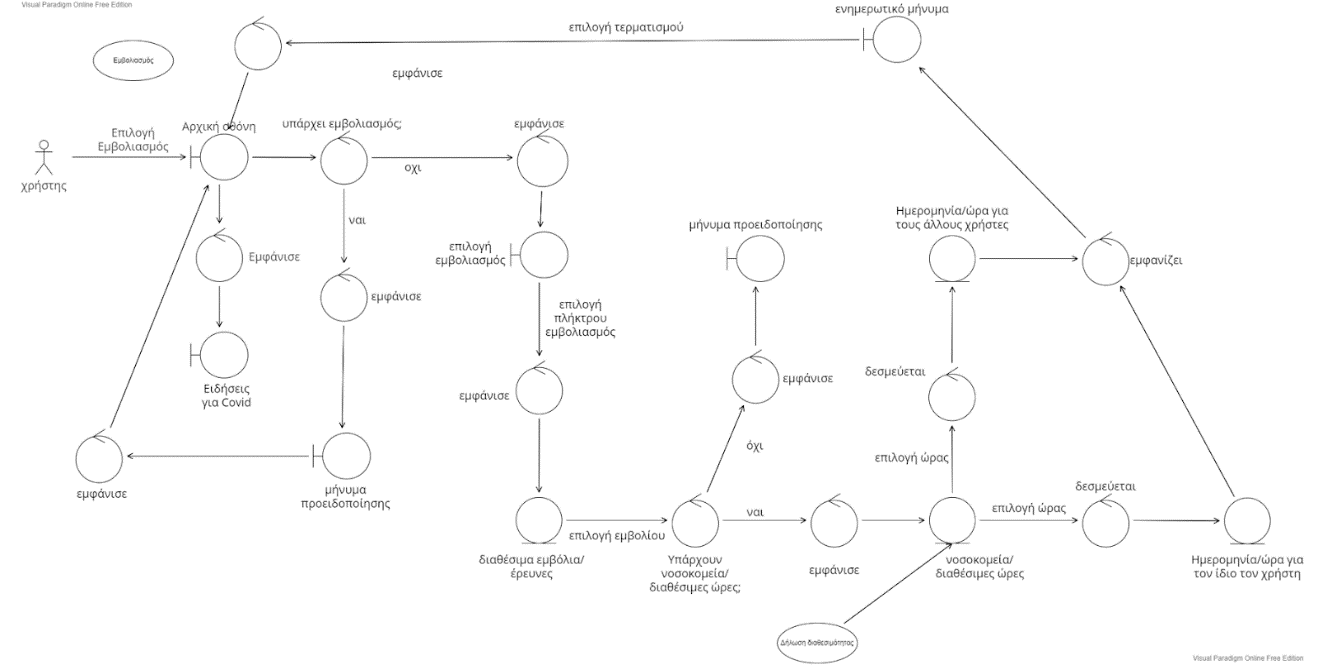 Visual Paradigm Online Free Edition
ενημερωτικό μήνυμα
επιλογή τερματισμού
Εμβολιασμός
εμφάνισε
Επιλογή
Εμβολιασμός
Αρχική οθόνη
υπάρχει εμβολιασμός;
εμφάνισε
οχι
χρήστης
ναι
Εμφάνισε
εμφάνισε
επιλογή
εμβολιασμός
μήνυμα προειδοποίησης
Ημερομηνία/ώρα για
τους άλλους χρήστες
εμφανίζει
επιλογή
πλήκτρου
εμβολιασμός
Ειδήσεις
για Covid
εμφάνισε
εμφάνισε
δεσμεύεται
όχι
επιλογή ώρας
εμφάνισε
μήνυμα
προειδοποίησης
επιλογή εμβολίου
ναι
επιλογή ώρας
δεσμεύεται
διαθέσιμα εμβόλια/
έρευνες
Υπάρχουν
νοσοκομεία/
διαθέσιμες ώρες;
εμφάνισε
νοσοκομεία/
διαθέσιμες ώρες
Ημερομηνία/ώρα για
τον ίδιο τον χρήστη
Δήλωση διαθεσιμότητας
Visual Paradigm Online Free Edition